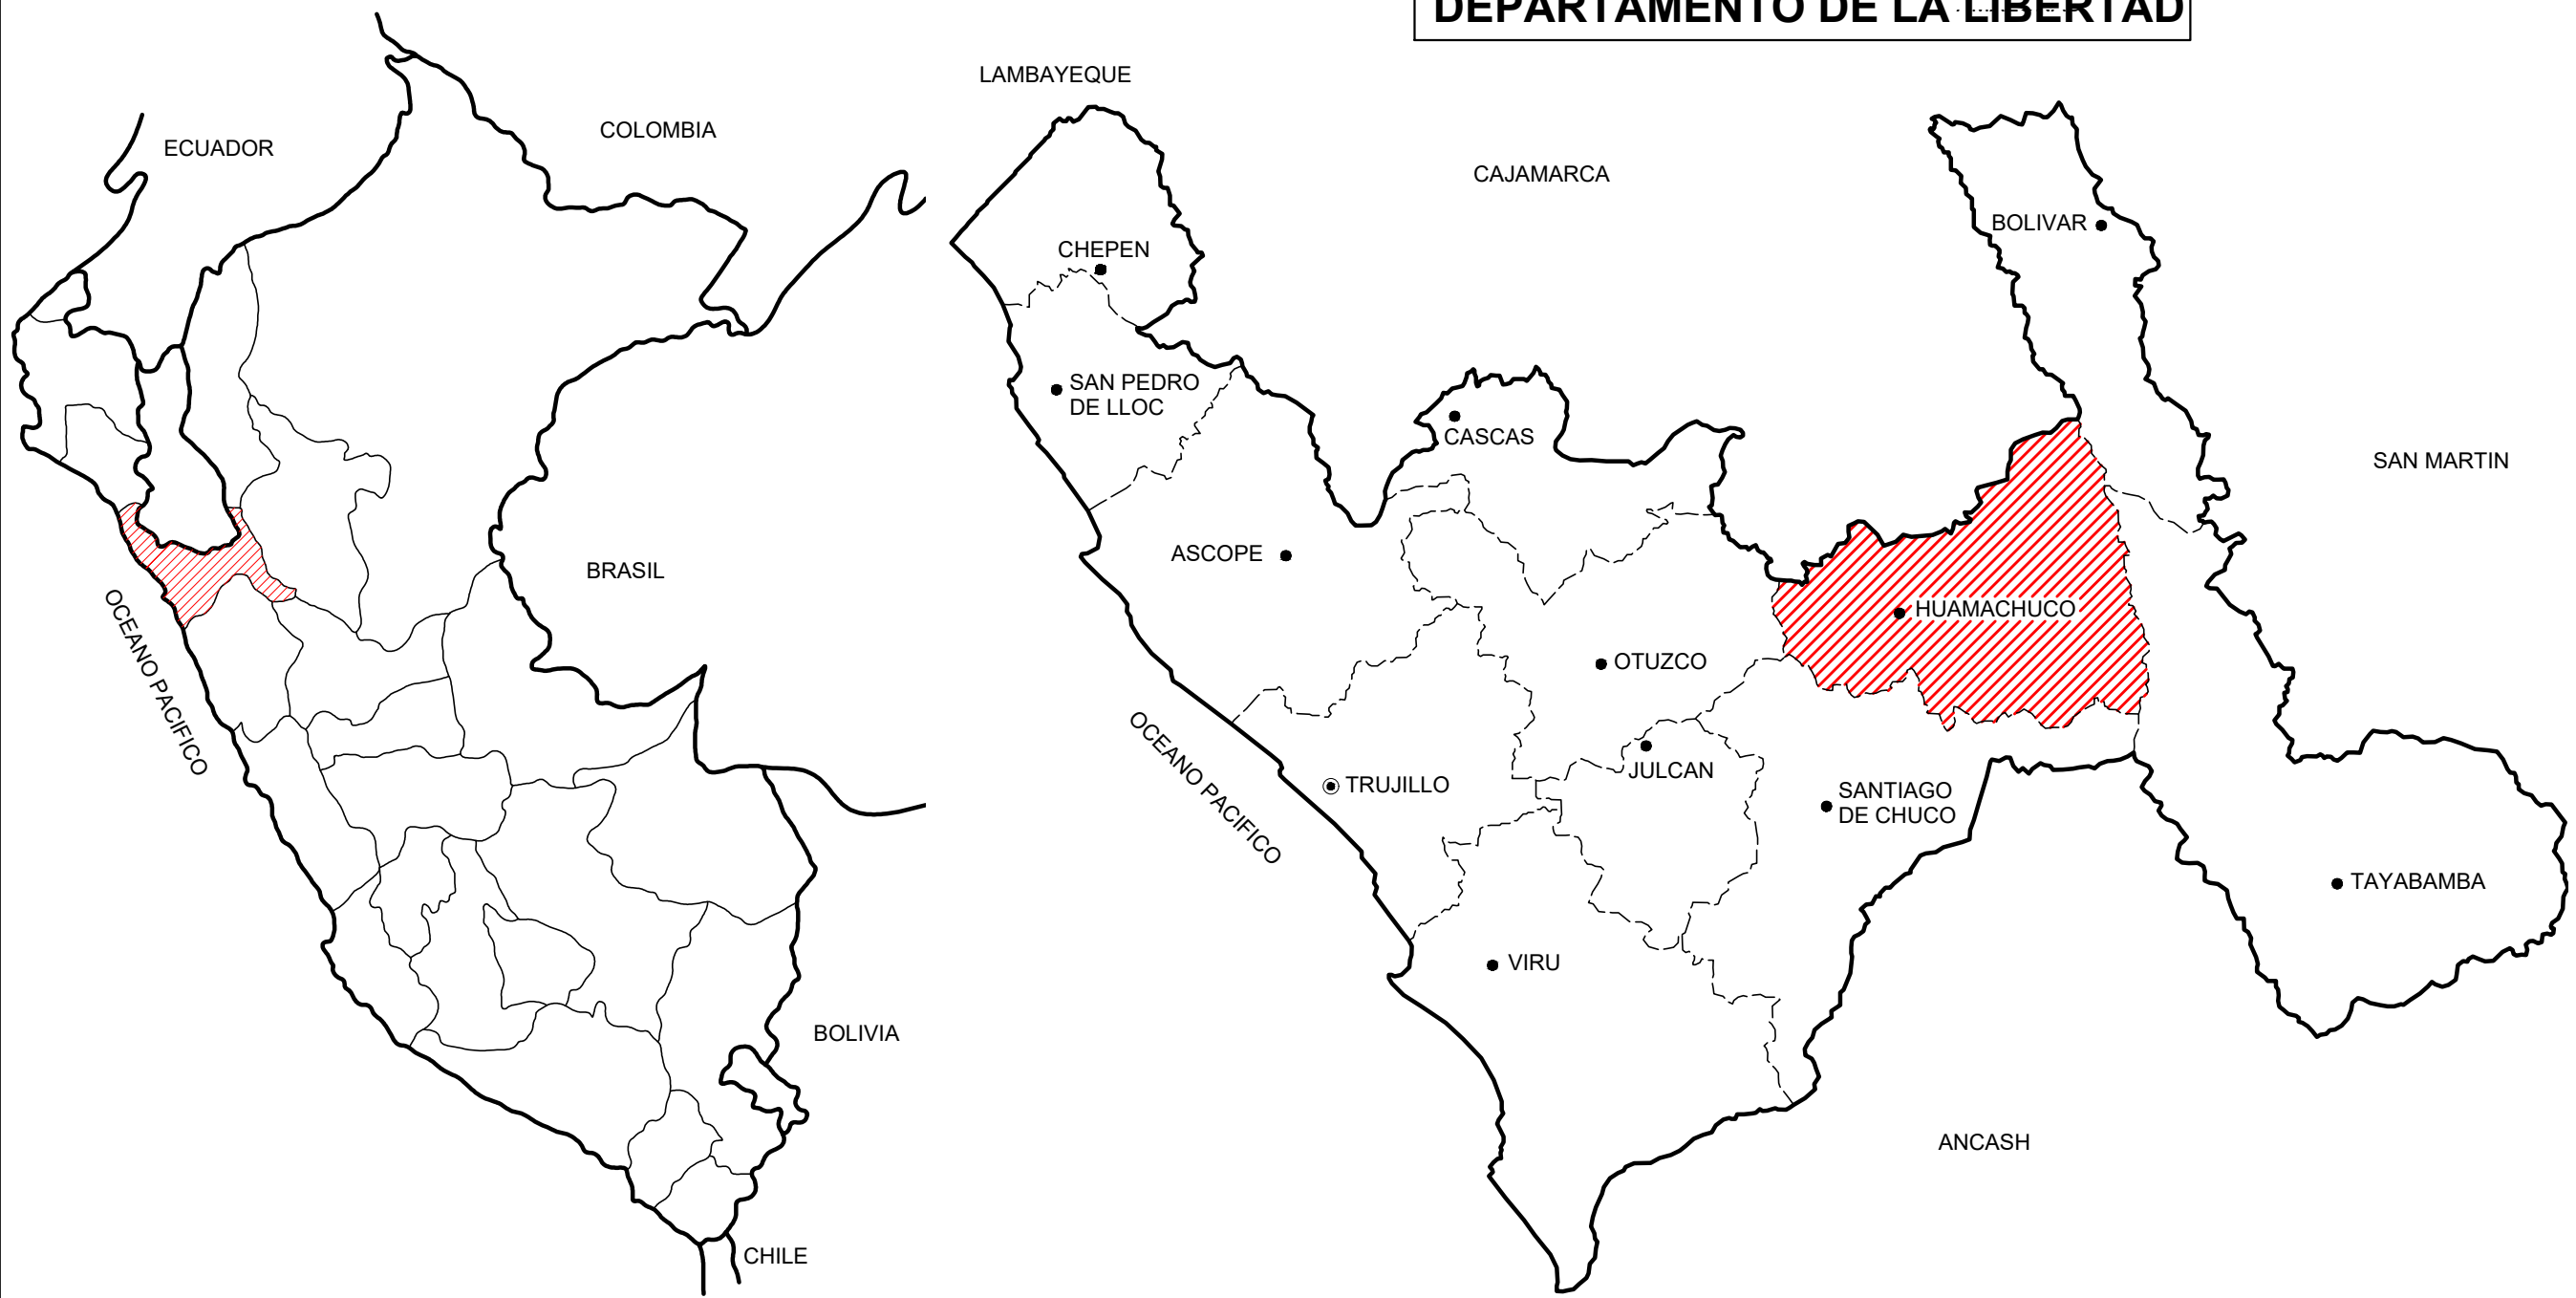 DEPARTAMENTO DE LA LIBERTAD
ECUADOR
COLOMBIA
BRASIL
OCEANO PACIFICO
BOLIVIA
CHILE
LAMBAYEQUE
CAJAMARCA
BOLIVAR
CHEPEN
SAN PEDRO
DE LLOC
CASCAS
SAN MARTIN
ASCOPE
HUAMACHUCO
OTUZCO
OCEANO PACIFICO
JULCAN
TRUJILLO
SANTIAGO
DE CHUCO
TAYABAMBA
VIRU
ANCASH